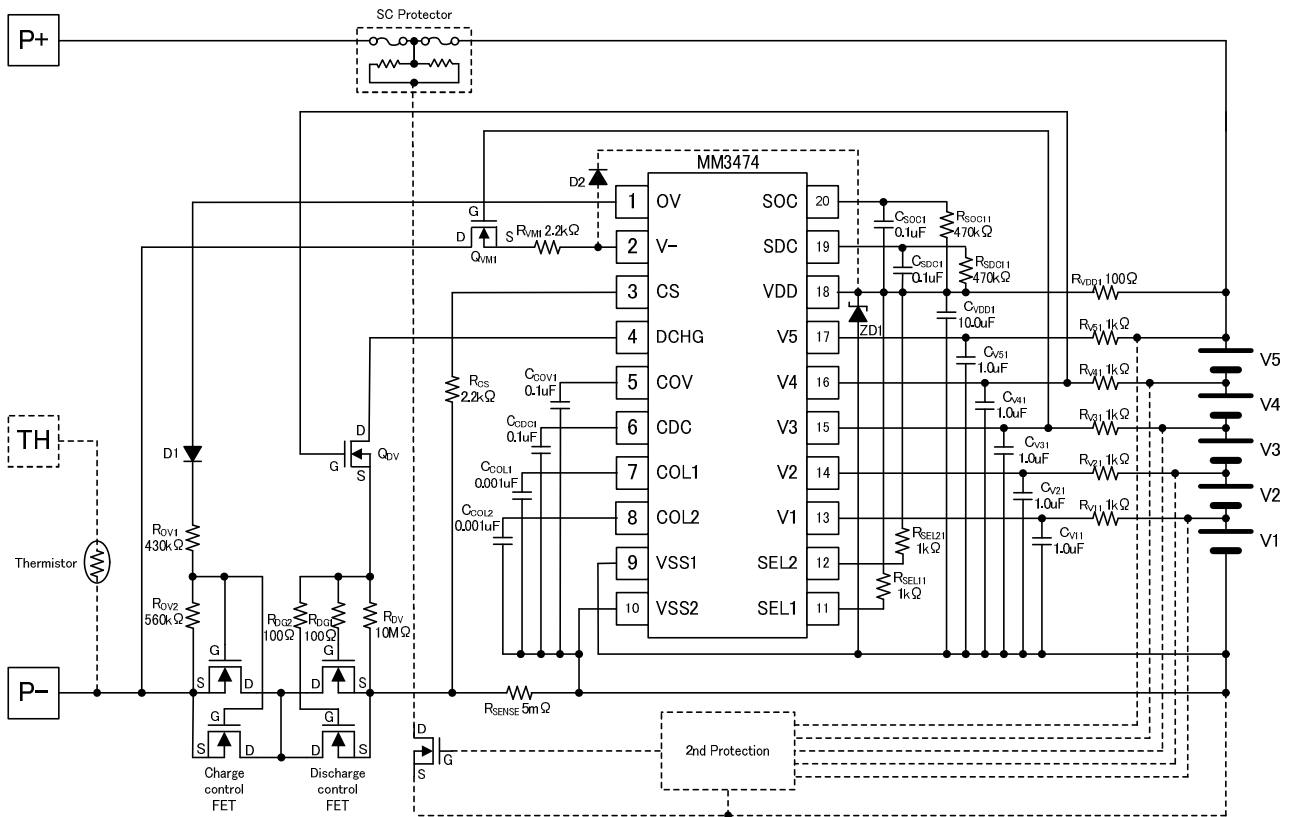 SC Protector
P+
MM3474
D2
1 OV
SOC 20
CSOC1
0.1uF
RSOC11
470kΩ
G
D
S
QVM1
RVM1 2.2kΩ
2 V-
SDC 19
CSDC1
0.1uF
RSDC11
470kΩ
3 CS
VDD 18
RVDD1 100Ω
ZD1
CVDD1
10.0uF
4 DCHG
V5 17
RV51 1kΩ
V5
CV51
1.0uF
RCS
2.2kΩ
CCOV1
0.1uF
5 COV
V4 16
RV41 1kΩ
V4
CV41
1.0uF
TH
D1
D
G
S
QDV
CCDC1
0.1uF
6 CDC
V3 15
RV31 1kΩ
V3
CV31
1.0uF
CCOL1
0.001uF
7 COL1
V2 14
RV21 1kΩ
V2
CV21
1.0uF
CCOL2
0.001uF
8 COL2
V1 13
RV11 1kΩ
V1
CV11
1.0uF
ROV1
430kΩ
RSEL21
1kΩ
Thermistor
9 VSS1
SEL2 12
RSEL11
1kΩ
ROV2
560kΩ
RDG2
100Ω
RDG1
100Ω
RDV
10MΩ
10 VSS2
SEL1 11
P-
G
S
D
G
D
S
RSENSE 5mΩ
G
S
D
G
D
S
D
G
S
2nd Protection
Charge
control
FET
Discharge
control
FET